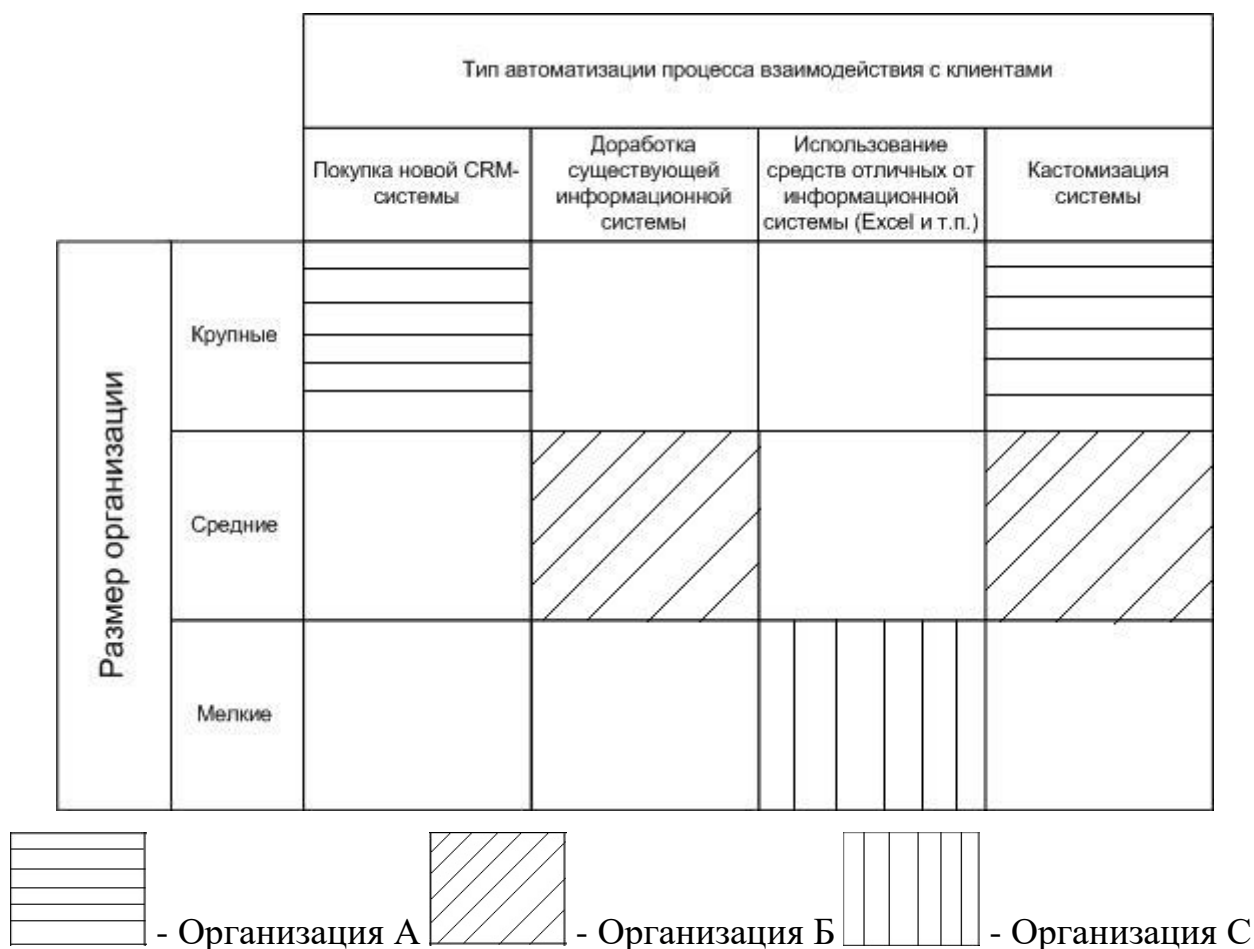 Тип автоматизации процесса взаимодействия с клиентами
Покупка новой CRM-
системы
Доработка
существующей
информационной
системы
Использование
средств отличных от
информационной
системы (Excel и т.п.)
Кастомизация
системы
Размер организации
Крупные
Средние
Мелкие
- Организация А
- Организация Б
- Организация С